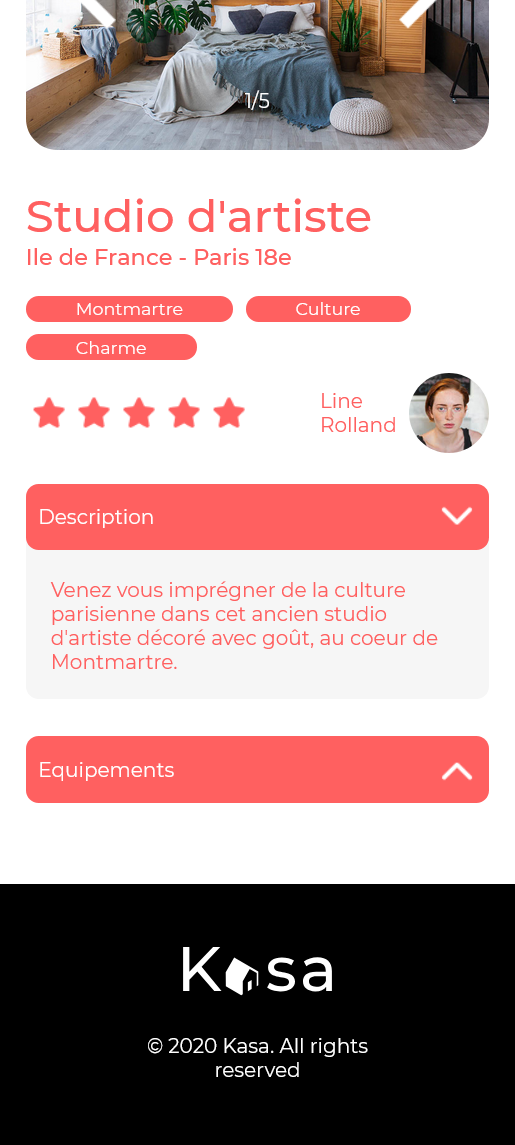 1/5
Studio d'artiste
Ile de France - Paris 18e
Montmartre
Culture
Charme
Line
Rolland
Description
Venez vous imprégner de la culture
parisienne dans cet ancien studio
d'artiste décoré avec goût, au coeur de
Montmartre.
Equipements
Kasa
© 2020 Kasa. All rights
reserved